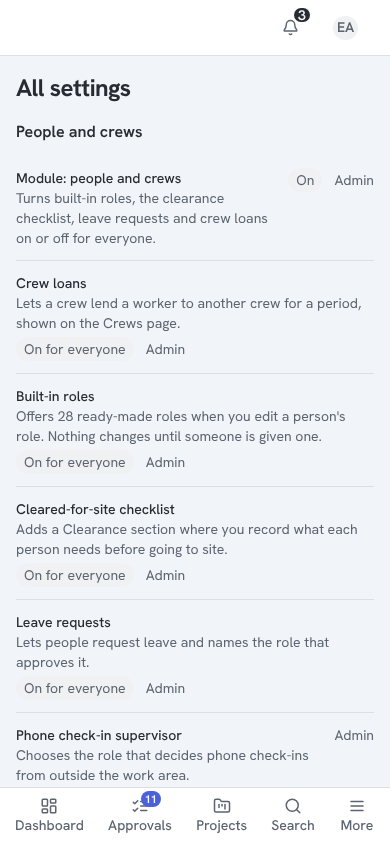 3
EA
All settings
People and crews
Module: people and crews
On
Admin
Turns built-in roles, the clearance
checklist, leave requests and crew loans
on or off for everyone.
Crew loans
Lets a crew lend a worker to another crew for a period,
shown on the Crews page.
On for everyone
Admin
Built-in roles
Offers 28 ready-made roles when you edit a person's
role. Nothing changes until someone is given one.
On for everyone
Admin
Cleared-for-site checklist
Adds a Clearance section where you record what each
person needs before going to site.
On for everyone
Admin
Leave requests
Lets people request leave and names the role that
approves it.
On for everyone
Admin
Phone check-in supervisor
Admin
Chooses the role that decides phone check-ins
from outside the work area.
11
Dashboard
Approvals
Projects
Search
More